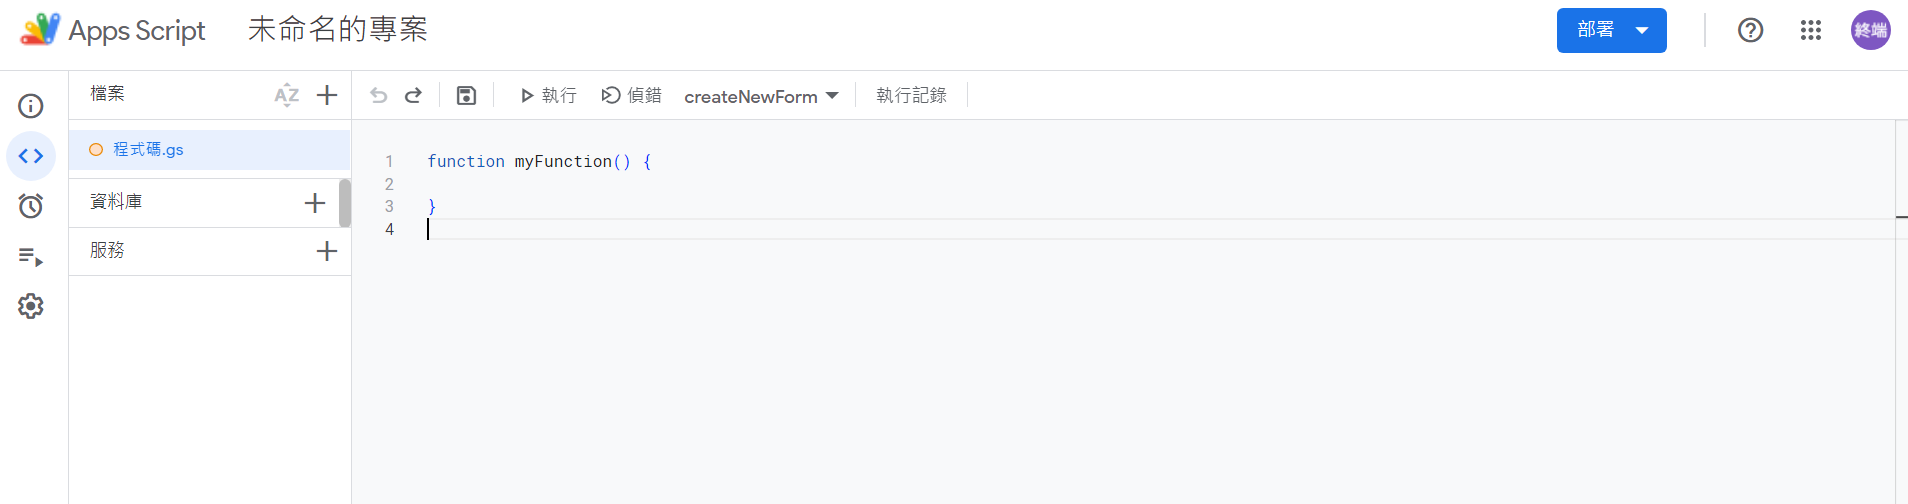 Apps Script 未命名的專案 部署 終端
檔案 AZ 執行 偵錯 createNewForm 執行記錄
程式碼.gs
資料庫
服務
1 function myFunction() {
2
3 }
4